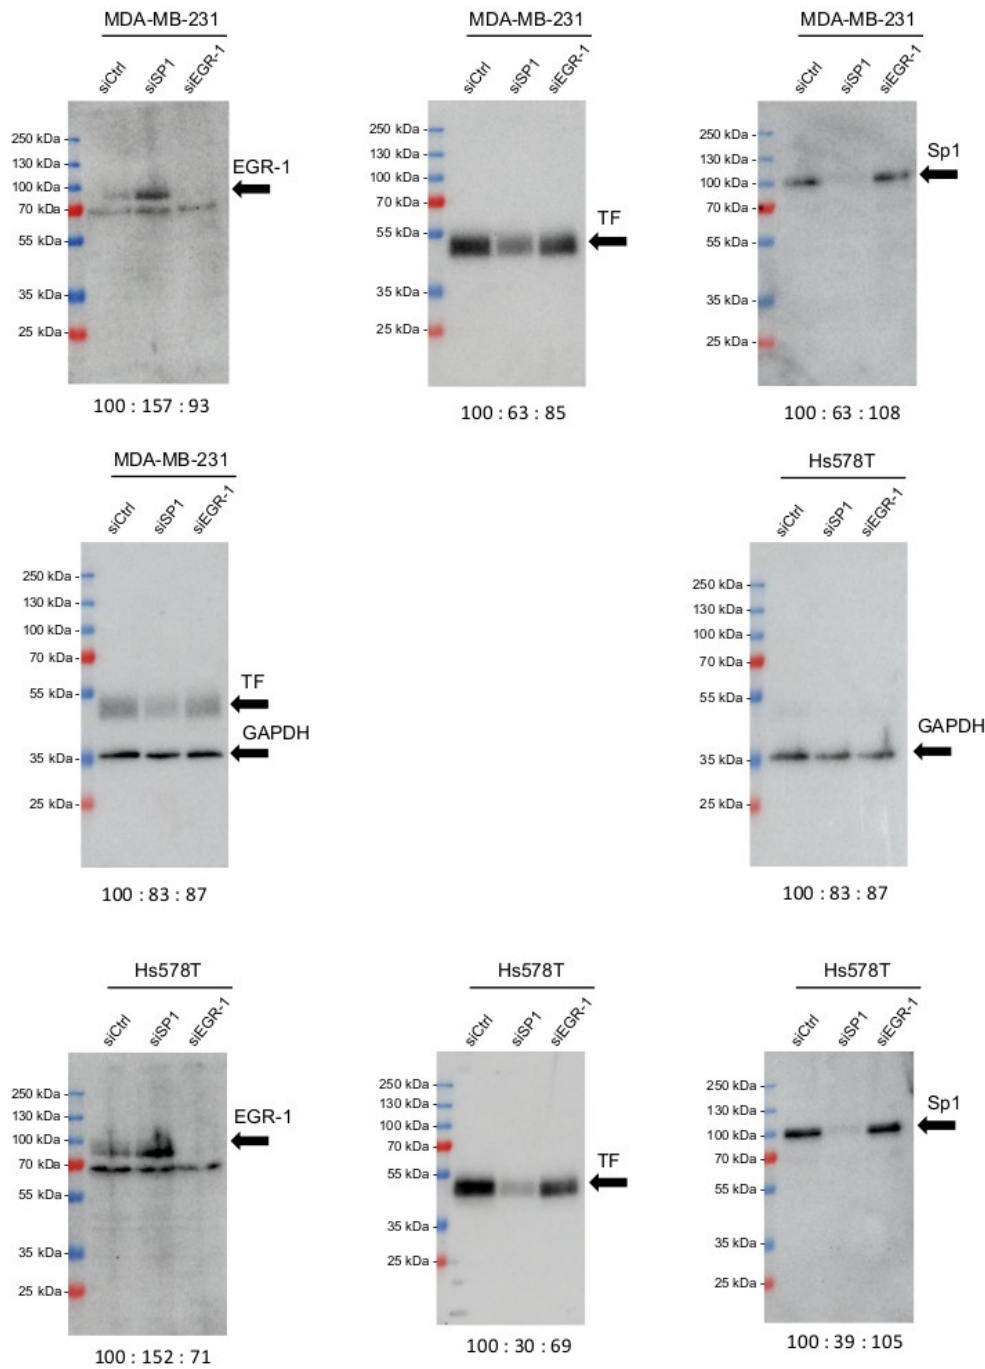 MDA-MB-231
siCtrl siSP1 siEGR-1
250 kDa -
130 kDa -
100 kDa -
70 kDa -
55 kDa -
35 kDa -
25 kDa -
EGR-1
100 : 157 : 93
MDA-MB-231
siCtrl siSP1 siEGR-1
250 kDa -
130 kDa -
100 kDa -
70 kDa -
55 kDa -
35 kDa -
25 kDa -
TF
100 : 63 : 85
MDA-MB-231
siCtrl siSP1 siEGR-1
250 kDa -
130 kDa -
100 kDa -
70 kDa -
55 kDa -
35 kDa -
25 kDa -
Sp1
100 : 63 : 108
MDA-MB-231
siCtrl siSP1 siEGR-1
250 kDa -
130 kDa -
100 kDa -
70 kDa -
55 kDa -
35 kDa -
25 kDa -
TF
GAPDH
100 : 83 : 87
Hs578T
siCtrl siSP1 siEGR-1
250 kDa -
130 kDa -
100 kDa -
70 kDa -
55 kDa -
35 kDa -
25 kDa -
GAPDH
100 : 83 : 87
Hs578T
siCtrl siSP1 siEGR-1
250 kDa -
130 kDa -
100 kDa -
70 kDa -
55 kDa -
35 kDa -
25 kDa -
EGR-1
100 : 152 : 71
Hs578T
siCtrl siSP1 siEGR-1
250 kDa -
130 kDa -
100 kDa -
70 kDa -
55 kDa -
35 kDa -
25 kDa -
TF
100 : 30 : 69
Hs578T
siCtrl siSP1 siEGR-1
250 kDa -
130 kDa -
100 kDa -
70 kDa -
55 kDa -
35 kDa -
25 kDa -
Sp1
100 : 39 : 105